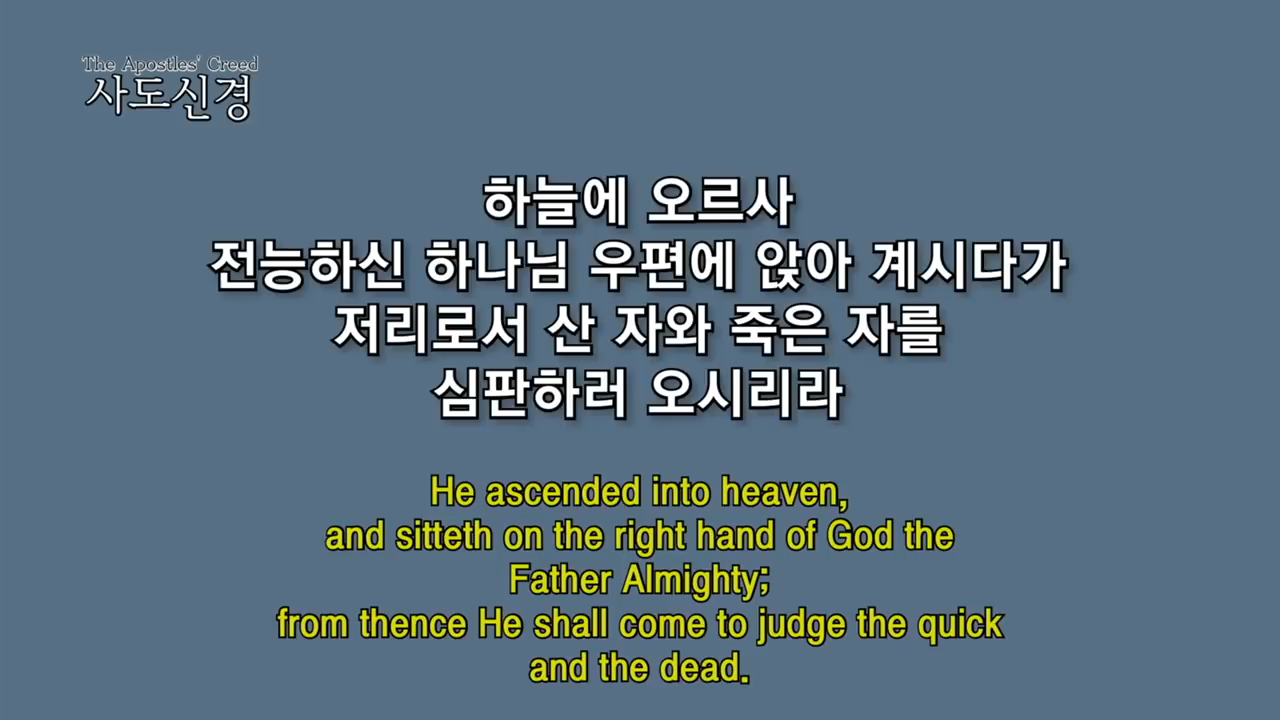 The Apostles' Creed
사도신경
하늘에 오르사
전능하신 하나님 우편에 앉아 계시다가
저리로서 산 자와 죽은 자를
심판하러 오시리라
He ascended into heaven,
and sitteth on the right hand of God the
Father Almighty;
from thence He shall come to judge the quick
and the dead.